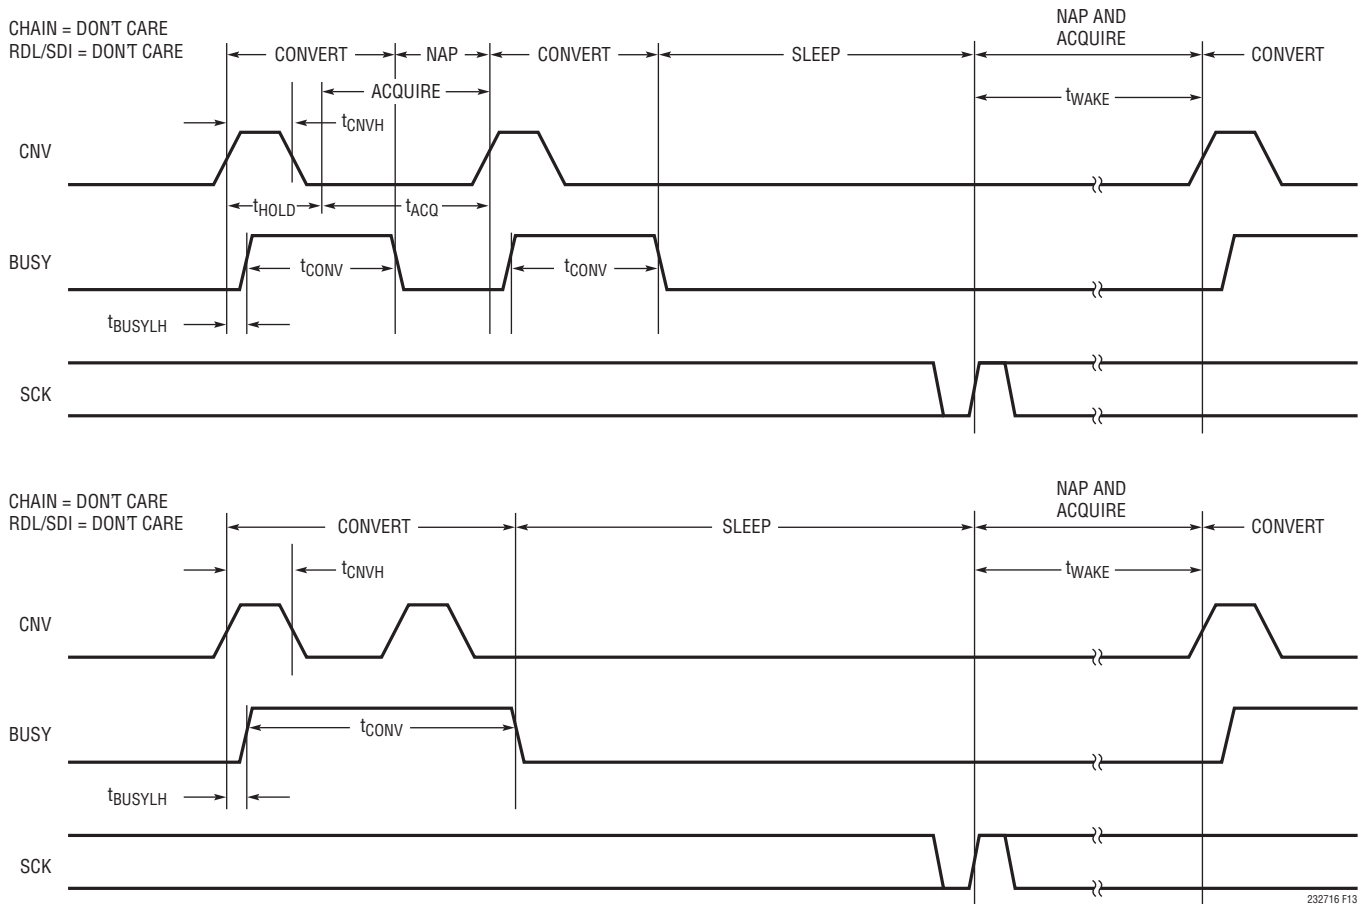 CHAIN = DON'T CARE
RDL/SDI = DON'T CARE
NAP AND
ACQUIRE
CONVERT
NAP
CONVERT
SLEEP
CONVERT
ACQUIRE
tWAKE
tCNVH
CNV
tHOLD
tACQ
BUSY
tCONV
tCONV
tBUSYLH
SCK
CHAIN = DON'T CARE
RDL/SDI = DON'T CARE
NAP AND
ACQUIRE
CONVERT
SLEEP
CONVERT
tCNVH
tWAKE
CNV
BUSY
tCONV
tBUSYLH
SCK
232716 F13